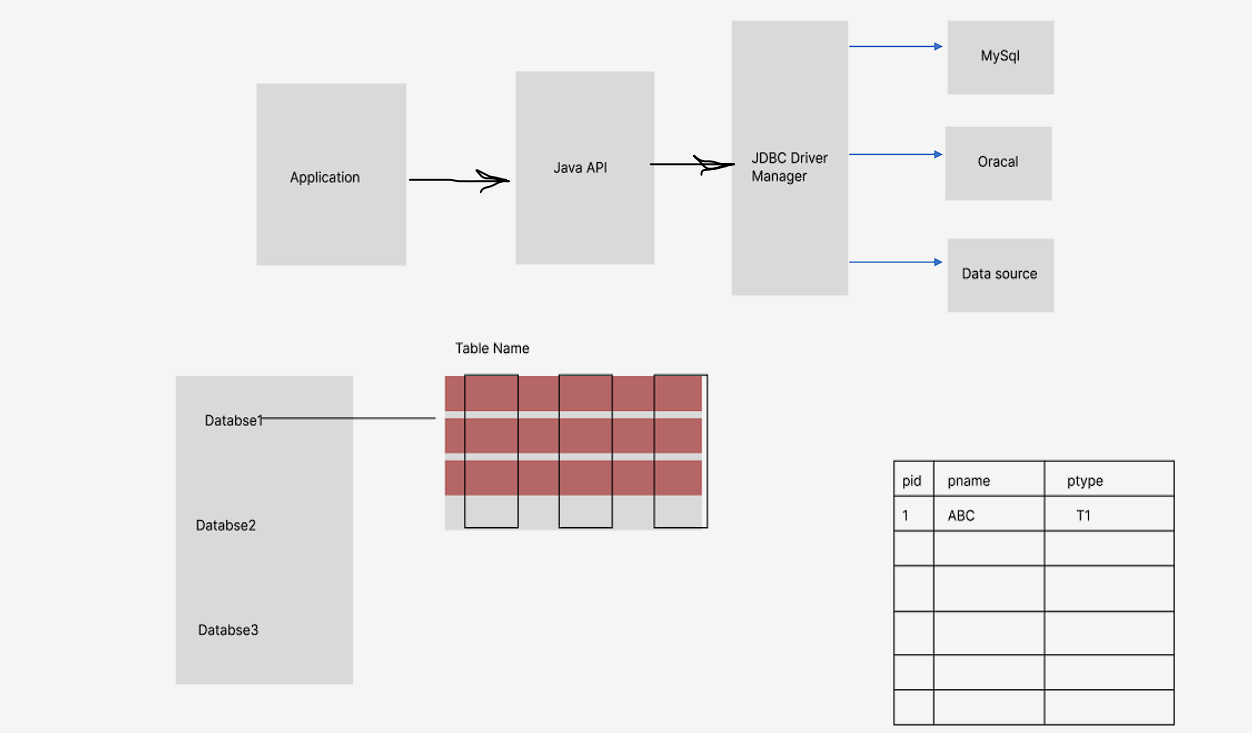 Application
Java API
JDBC Driver
Manager
MySql
Oracal
Data source
Table Name
Databse1
Databse2
Databse3
pid pname ptype
1 ABC T1